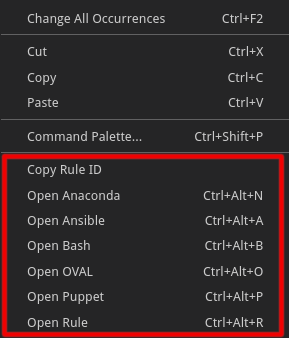 Change All Occurrences Ctrl+F2
Cut Ctrl+X
Copy Ctrl+C
Paste Ctrl+V
Command Palette... Ctrl+Shift+P
Copy Rule ID
Open Anaconda Ctrl+Alt+N
Open Ansible Ctrl+Alt+A
Open Bash Ctrl+Alt+B
Open OVAL Ctrl+Alt+O
Open Puppet Ctrl+Alt+P
Open Rule Ctrl+Alt+R